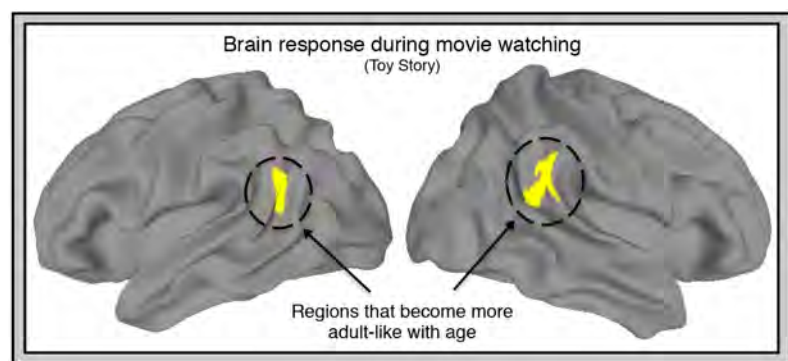 Brain response during movie watching
(Toy Story)
Regions that become more
adult-like with age